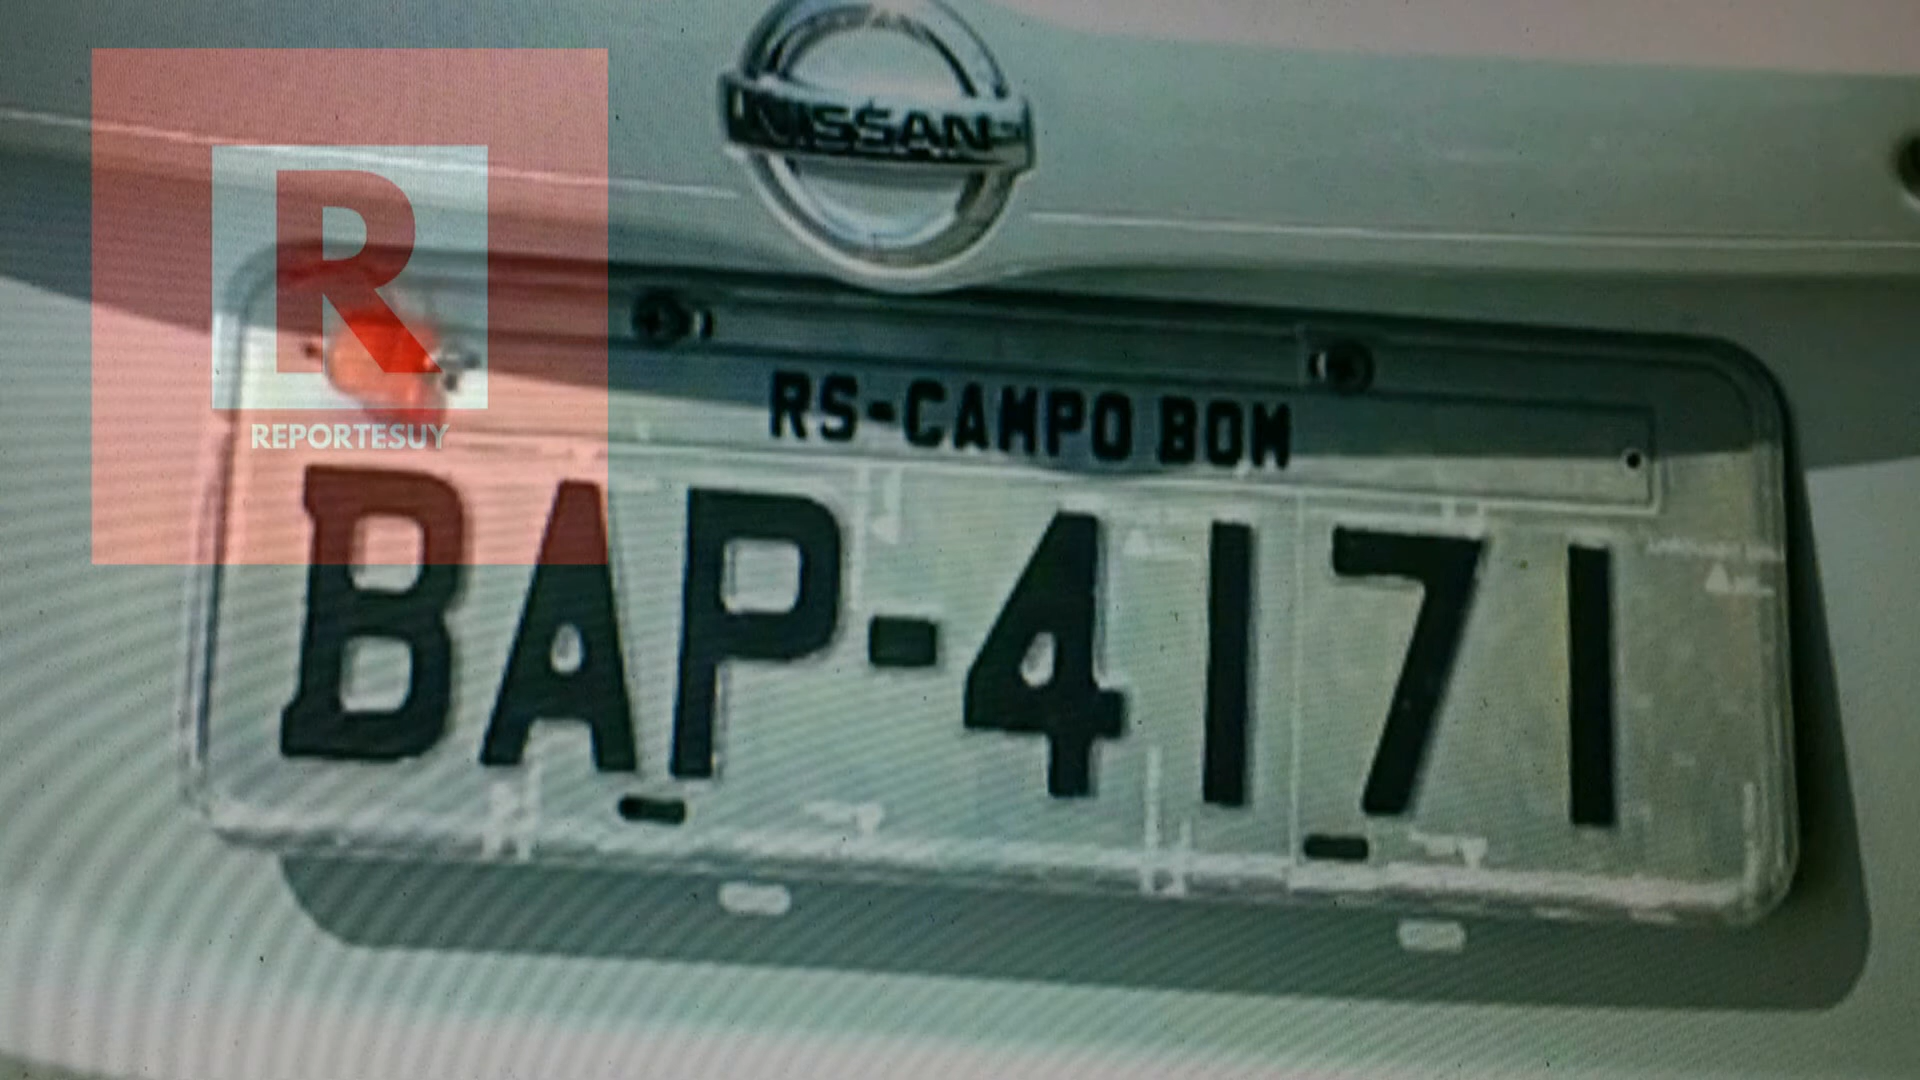 NISSAN
R
REPORTESUY
RS-CAMPO BOM
BAP-4171